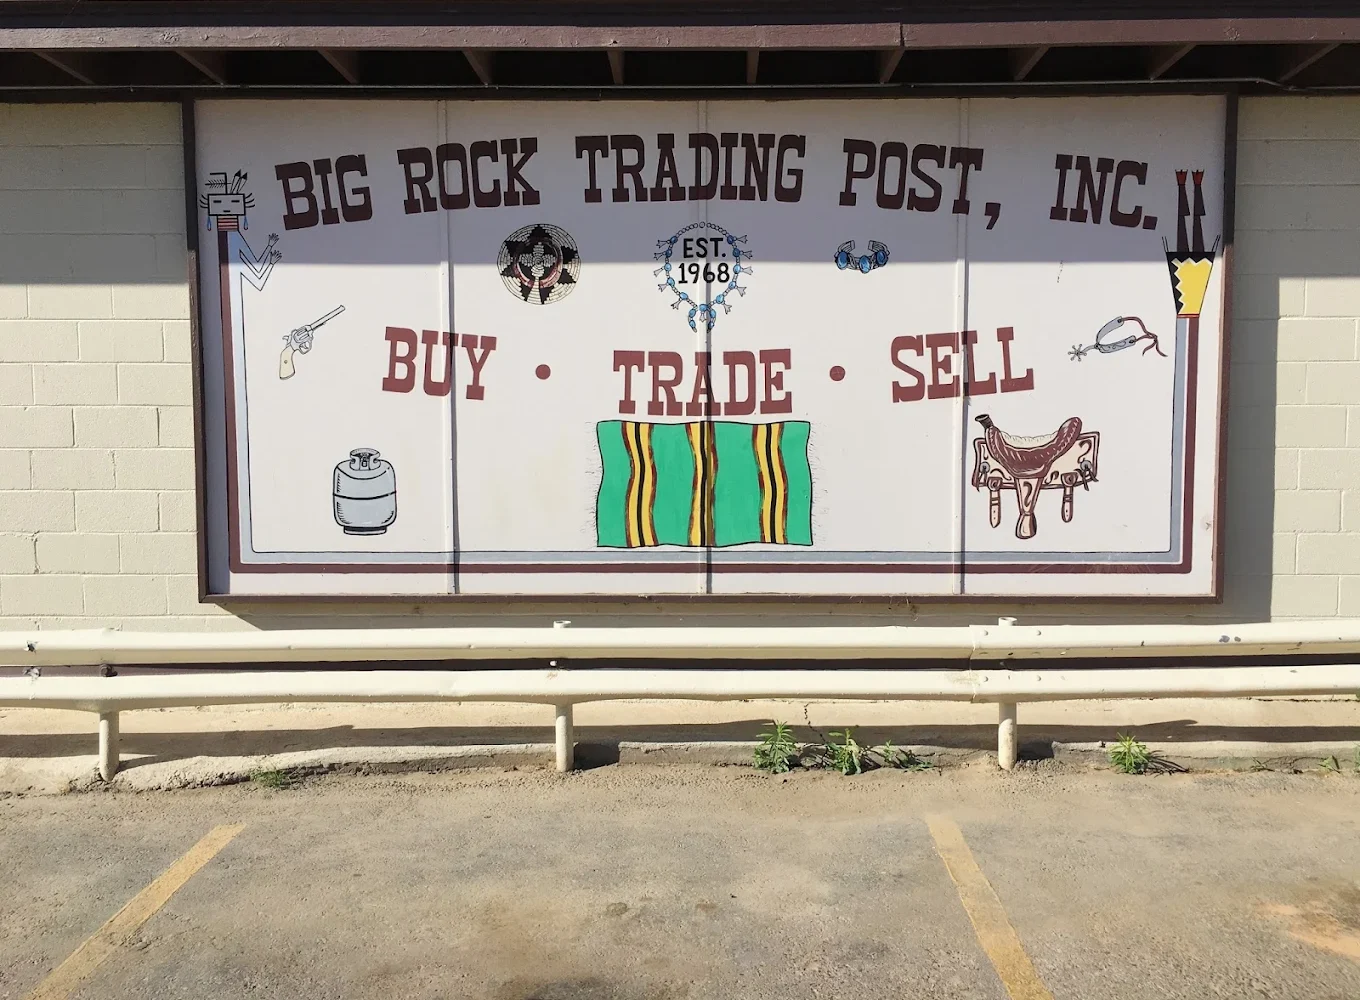 BIG ROCK TRADING POST, INC.
EST.
1968
BUY • TRADE • SELL